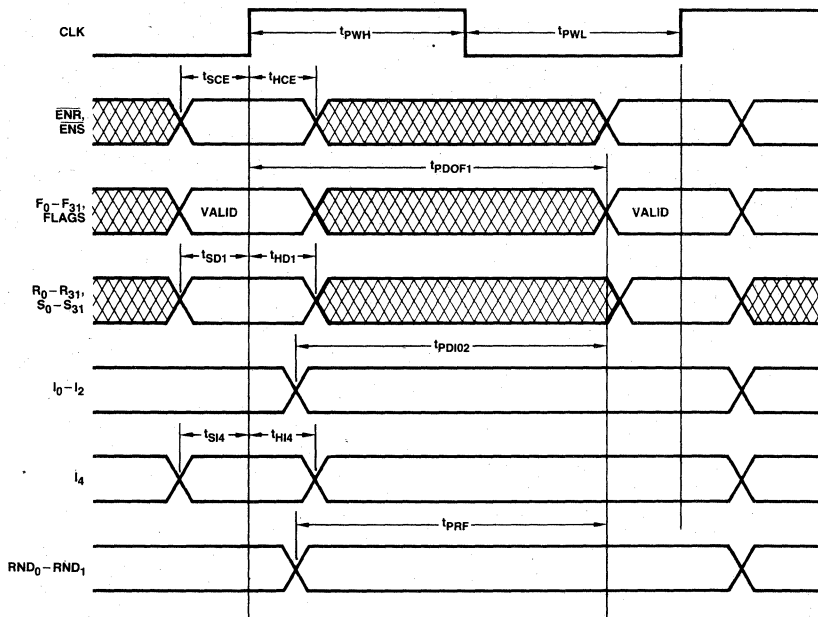 CLK
tPWH
tPWL
tSCE
tHCE
ENR,
ENS
tPDOF1
F0–F31,
FLAGS
VALID
VALID
tSD1
tHD1
R0–R31,
S0–S31
tPDI02
I0–I2
tSI4
tHI4
I4
tPRF
RND0–RND1